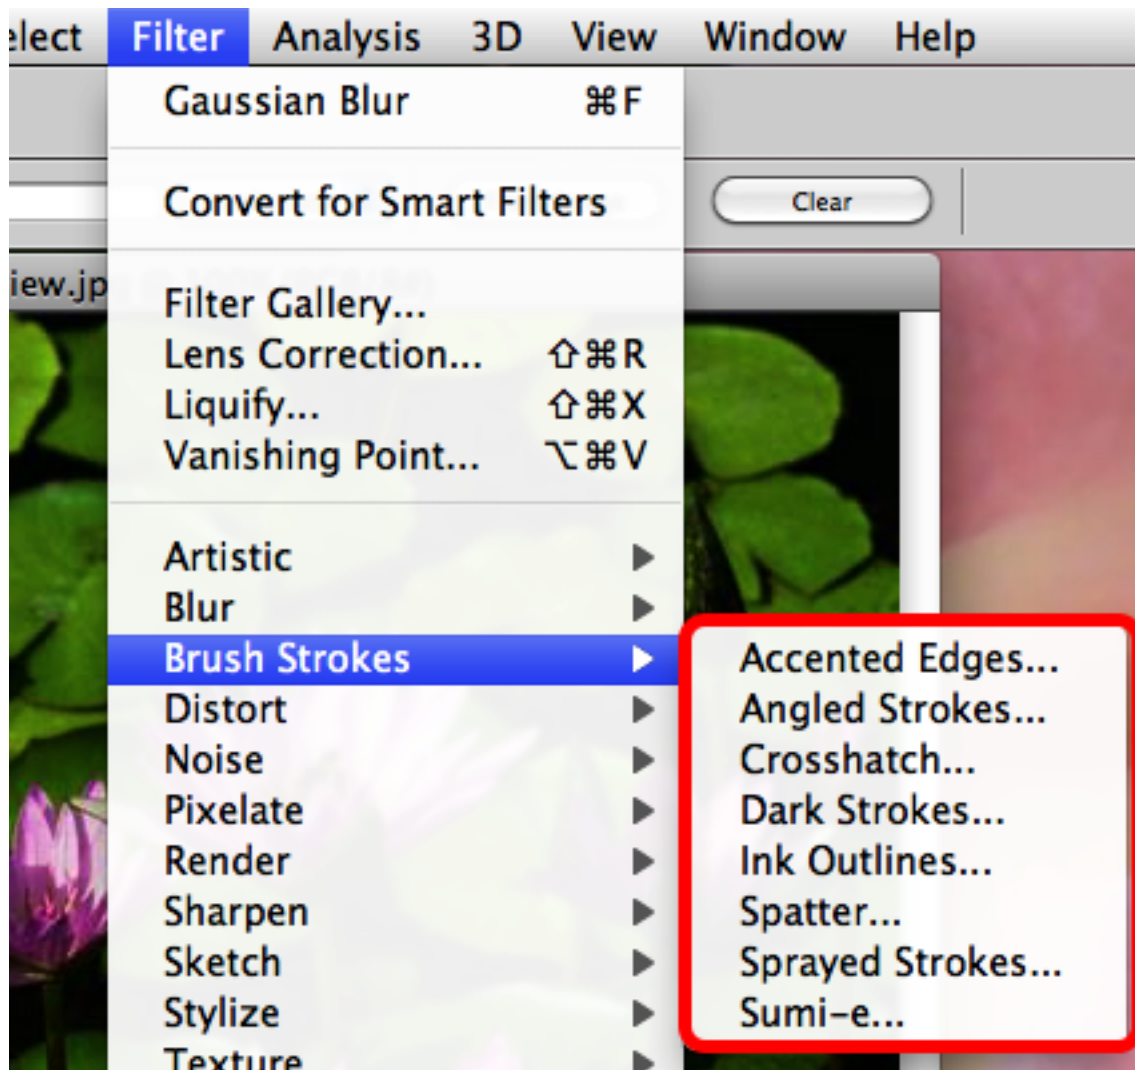 elect Filter Analysis 3D View Window Help
Gaussian Blur ⌘F
Convert for Smart Filters
Clear
iew.jp
Filter Gallery...
Lens Correction... ⇧⌘R
Liquify... ⇧⌘X
Vanishing Point... ⌥⌘V
Artistic
Blur
Brush Strokes
Accented Edges...
Distort
Angled Strokes...
Noise
Crosshatch...
Pixelate
Dark Strokes...
Render
Ink Outlines...
Sharpen
Spatter...
Sketch
Sprayed Strokes...
Stylize
Sumi-e...
Texture